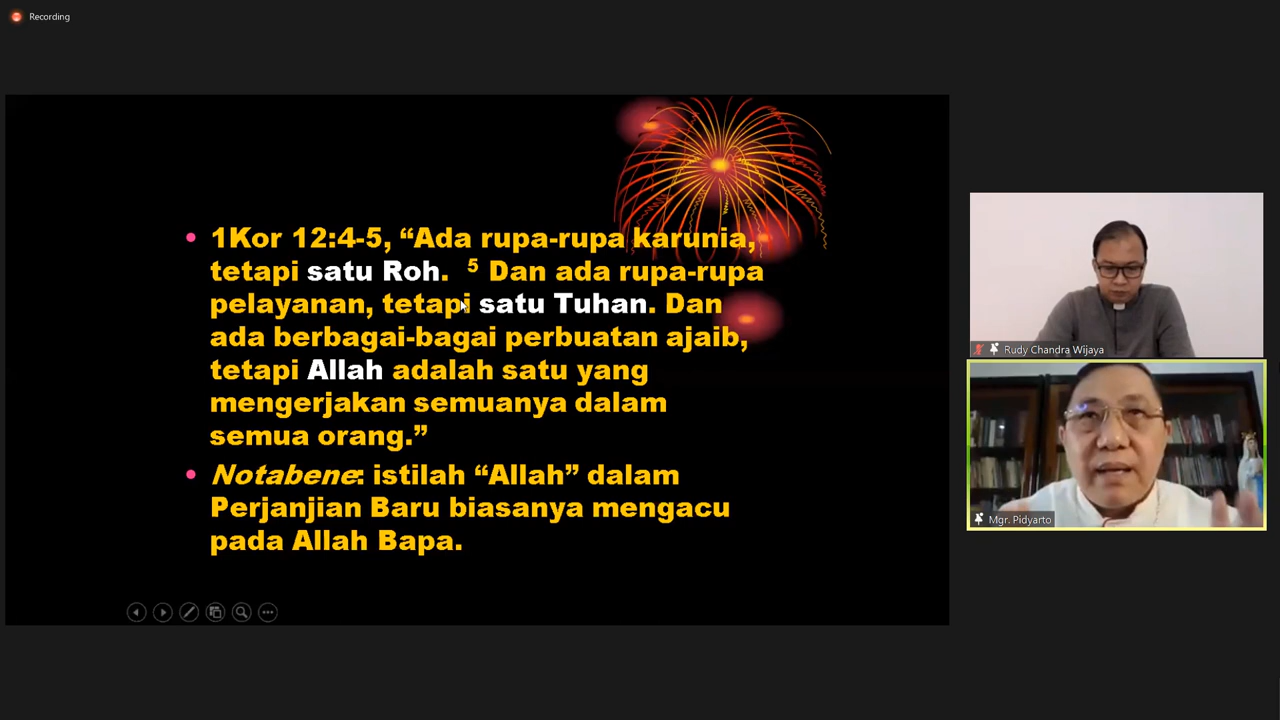 Recording
• 1Kor 12:4-5, “Ada rupa-rupa karunia,
tetapi satu Roh. 5 Dan ada rupa-rupa
pelayanan, tetapi satu Tuhan. Dan
ada berbagai-bagai perbuatan ajaib,
tetapi Allah adalah satu yang
mengerjakan semuanya dalam
semua orang.”
• Notabene: istilah “Allah” dalam
Perjanjian Baru biasanya mengacu
pada Allah Bapa.
Rudy Chandra Wijaya
Mgr. Pidyarto